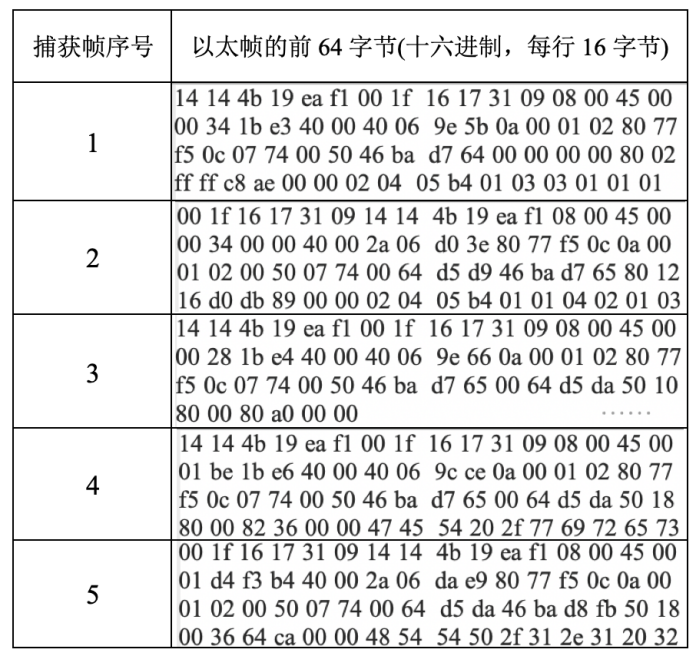 捕获帧序号 以太帧的前 64 字节(十六进制，每行 16 字节)
1
14 14 4b 19 ea f1 00 1f 16 17 31 09 08 00 45 00
00 34 1b e3 40 00 40 06 9e 5b 0a 00 01 02 80 77
f5 0c 07 74 00 50 46 ba d7 64 00 00 00 00 80 02
ff ff c8 ae 00 00 02 04 05 b4 01 03 03 01 01 01
2
00 1f 16 17 31 09 14 14 4b 19 ea f1 08 00 45 00
00 34 00 00 40 00 2a 06 d0 3e 80 77 f5 0c 0a 00
01 02 00 50 07 74 00 64 d5 d9 46 ba d7 65 80 12
16 d0 db 89 00 00 02 04 05 b4 01 01 04 02 01 03
3
14 14 4b 19 ea f1 00 1f 16 17 31 09 08 00 45 00
00 28 1b e4 40 00 40 06 9e 66 0a 00 01 02 80 77
f5 0c 07 74 00 50 46 ba d7 65 00 64 d5 da 50 10
80 00 80 a0 00 00 ······
4
14 14 4b 19 ea f1 00 1f 16 17 31 09 08 00 45 00
01 be 1b e6 40 00 40 06 9c ce 0a 00 01 02 80 77
f5 0c 07 74 00 50 46 ba d7 65 00 64 d5 da 50 18
80 00 82 36 00 00 47 45 54 20 2f 77 69 72 65 73
5
00 1f 16 17 31 09 14 14 4b 19 ea f1 08 00 45 00
01 d4 f3 b4 40 00 2a 06 da e9 80 77 f5 0c 0a 00
01 02 00 50 07 74 00 64 d5 da 46 ba d8 fb 50 18
00 36 64 ca 00 00 48 54 54 50 2f 31 2e 31 20 32